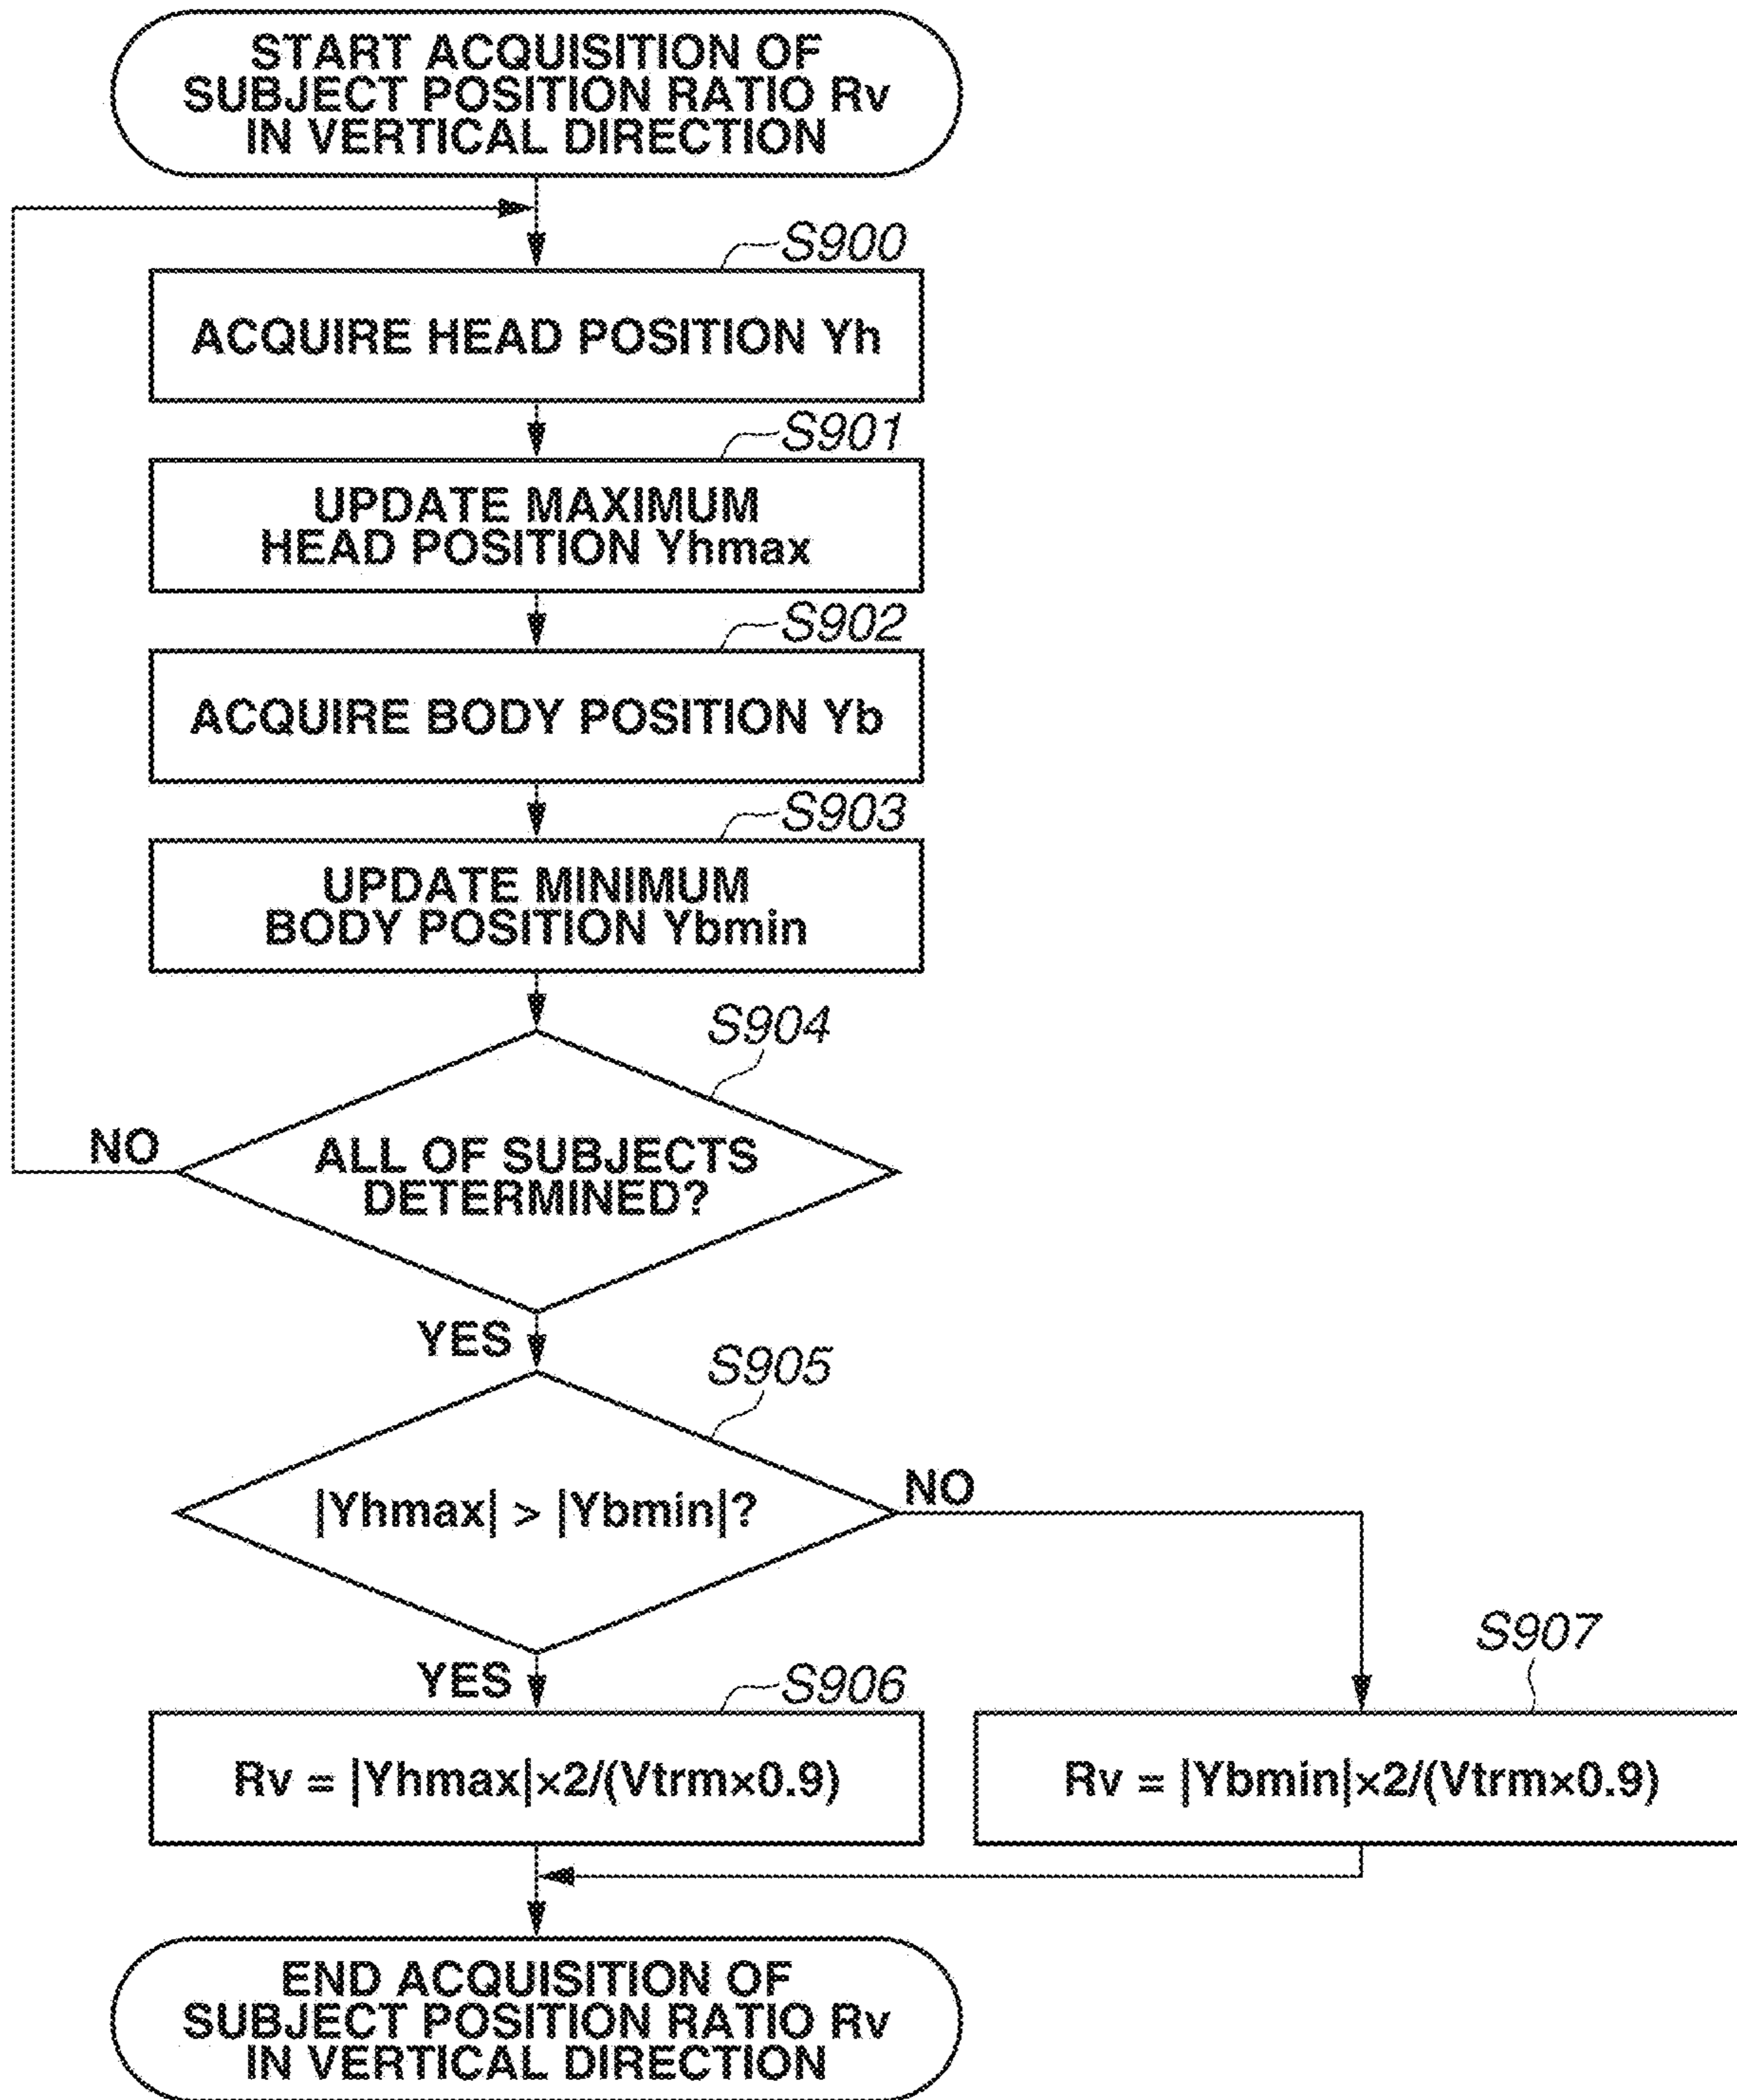 START ACQUISITION OF
SUBJECT POSITION RATIO Rv
IN VERTICAL DIRECTION
S900
ACQUIRE HEAD POSITION Yh
S901
UPDATE MAXIMUM
HEAD POSITION Yhmax
S902
ACQUIRE BODY POSITION Yb
S903
UPDATE MINIMUM
BODY POSITION Ybmin
S904
NO
ALL OF SUBJECTS
DETERMINED?
YES
S905
|Yhmax| > |Ybmin|?
NO
YES
S906
S907
Rv = |Yhmax|×2/(Vtrm×0.9)
Rv = |Ybmin|×2/(Vtrm×0.9)
END ACQUISITION OF
SUBJECT POSITION RATIO Rv
IN VERTICAL DIRECTION